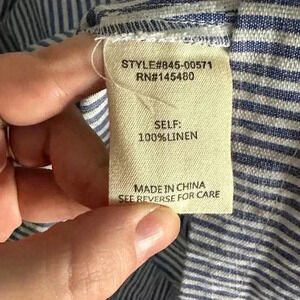 STYLE#845-00571
RN#145480
SELF:
100%LINEN
MADE IN CHINA
SEE REVERSE FOR CARE